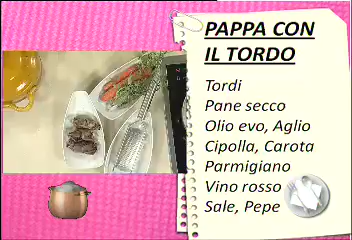 PAPPA CON
IL TORDO
Tordi
Pane secco
Olio evo, Aglio
Cipolla, Carota
Parmigiano
Vino rosso
Sale, Pepe